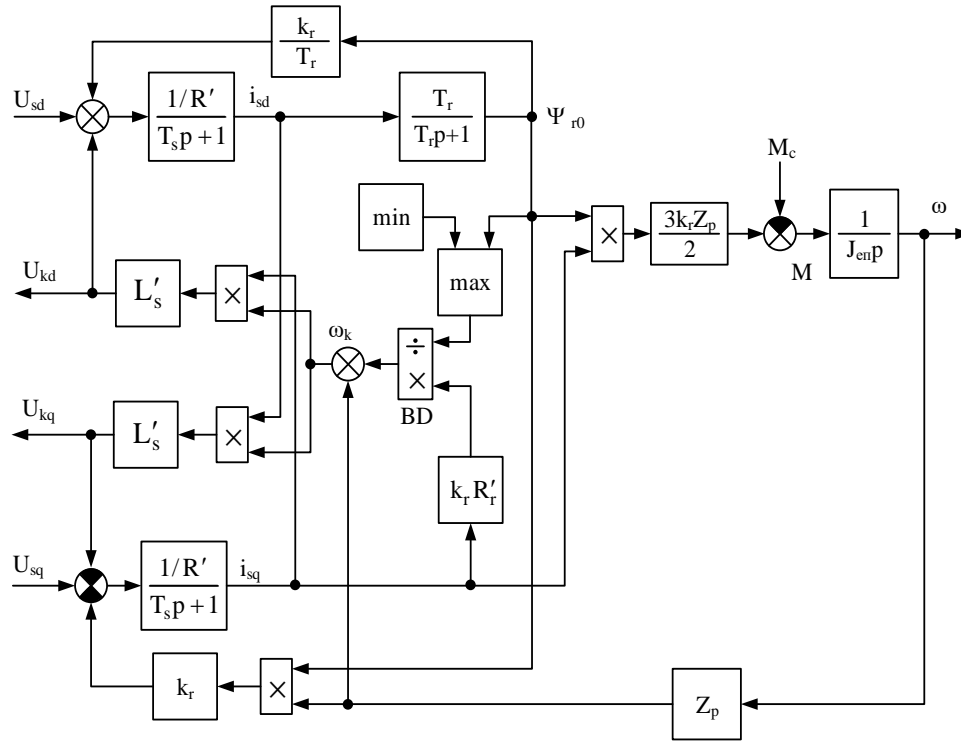 k_r
T_r
U_sd
1/R′
T_s p + 1
i_sd
T_r
T_r p+1
Ψ_r0
min
max
×
3k_r Z_p
2
M_c
M
1
J_еп p
ω
U_kd
L′_s
×
ω_k
÷
×
BD
U_kq
L′_s
×
k_r R′_r
U_sq
1/R′
T_s p + 1
i_sq
k_r
×
Z_p